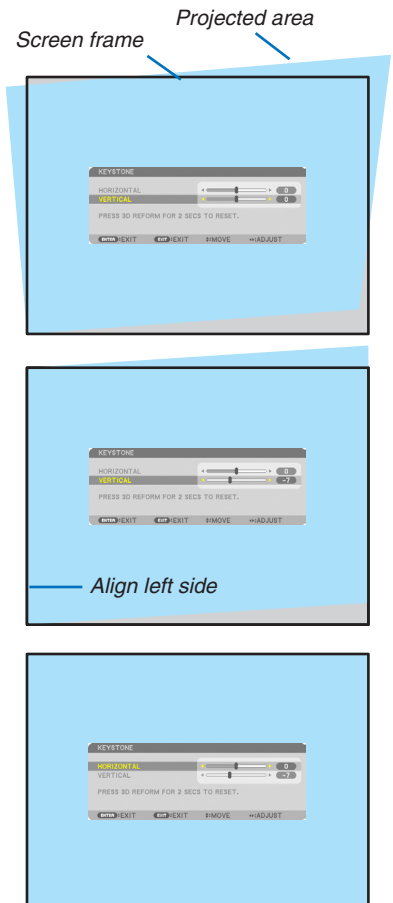 Projected area
Screen frame
KEYSTONE
HORIZONTAL 0
VERTICAL 0
PRESS 3D REFORM FOR 2 SECS TO RESET.
ENTER :EXIT EXIT :EXIT ↕:MOVE ↔:ADJUST
KEYSTONE
HORIZONTAL 0
VERTICAL -7
PRESS 3D REFORM FOR 2 SECS TO RESET.
ENTER :EXIT EXIT :EXIT ↕:MOVE ↔:ADJUST
Align left side
KEYSTONE
HORIZONTAL 0
VERTICAL -7
PRESS 3D REFORM FOR 2 SECS TO RESET.
ENTER :EXIT EXIT :EXIT ↕:MOVE ↔:ADJUST